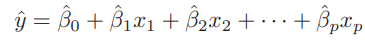 ŷ = β̂₀ + β̂₁x₁ + β̂₂x₂ + ⋯ + β̂ₚxₚ